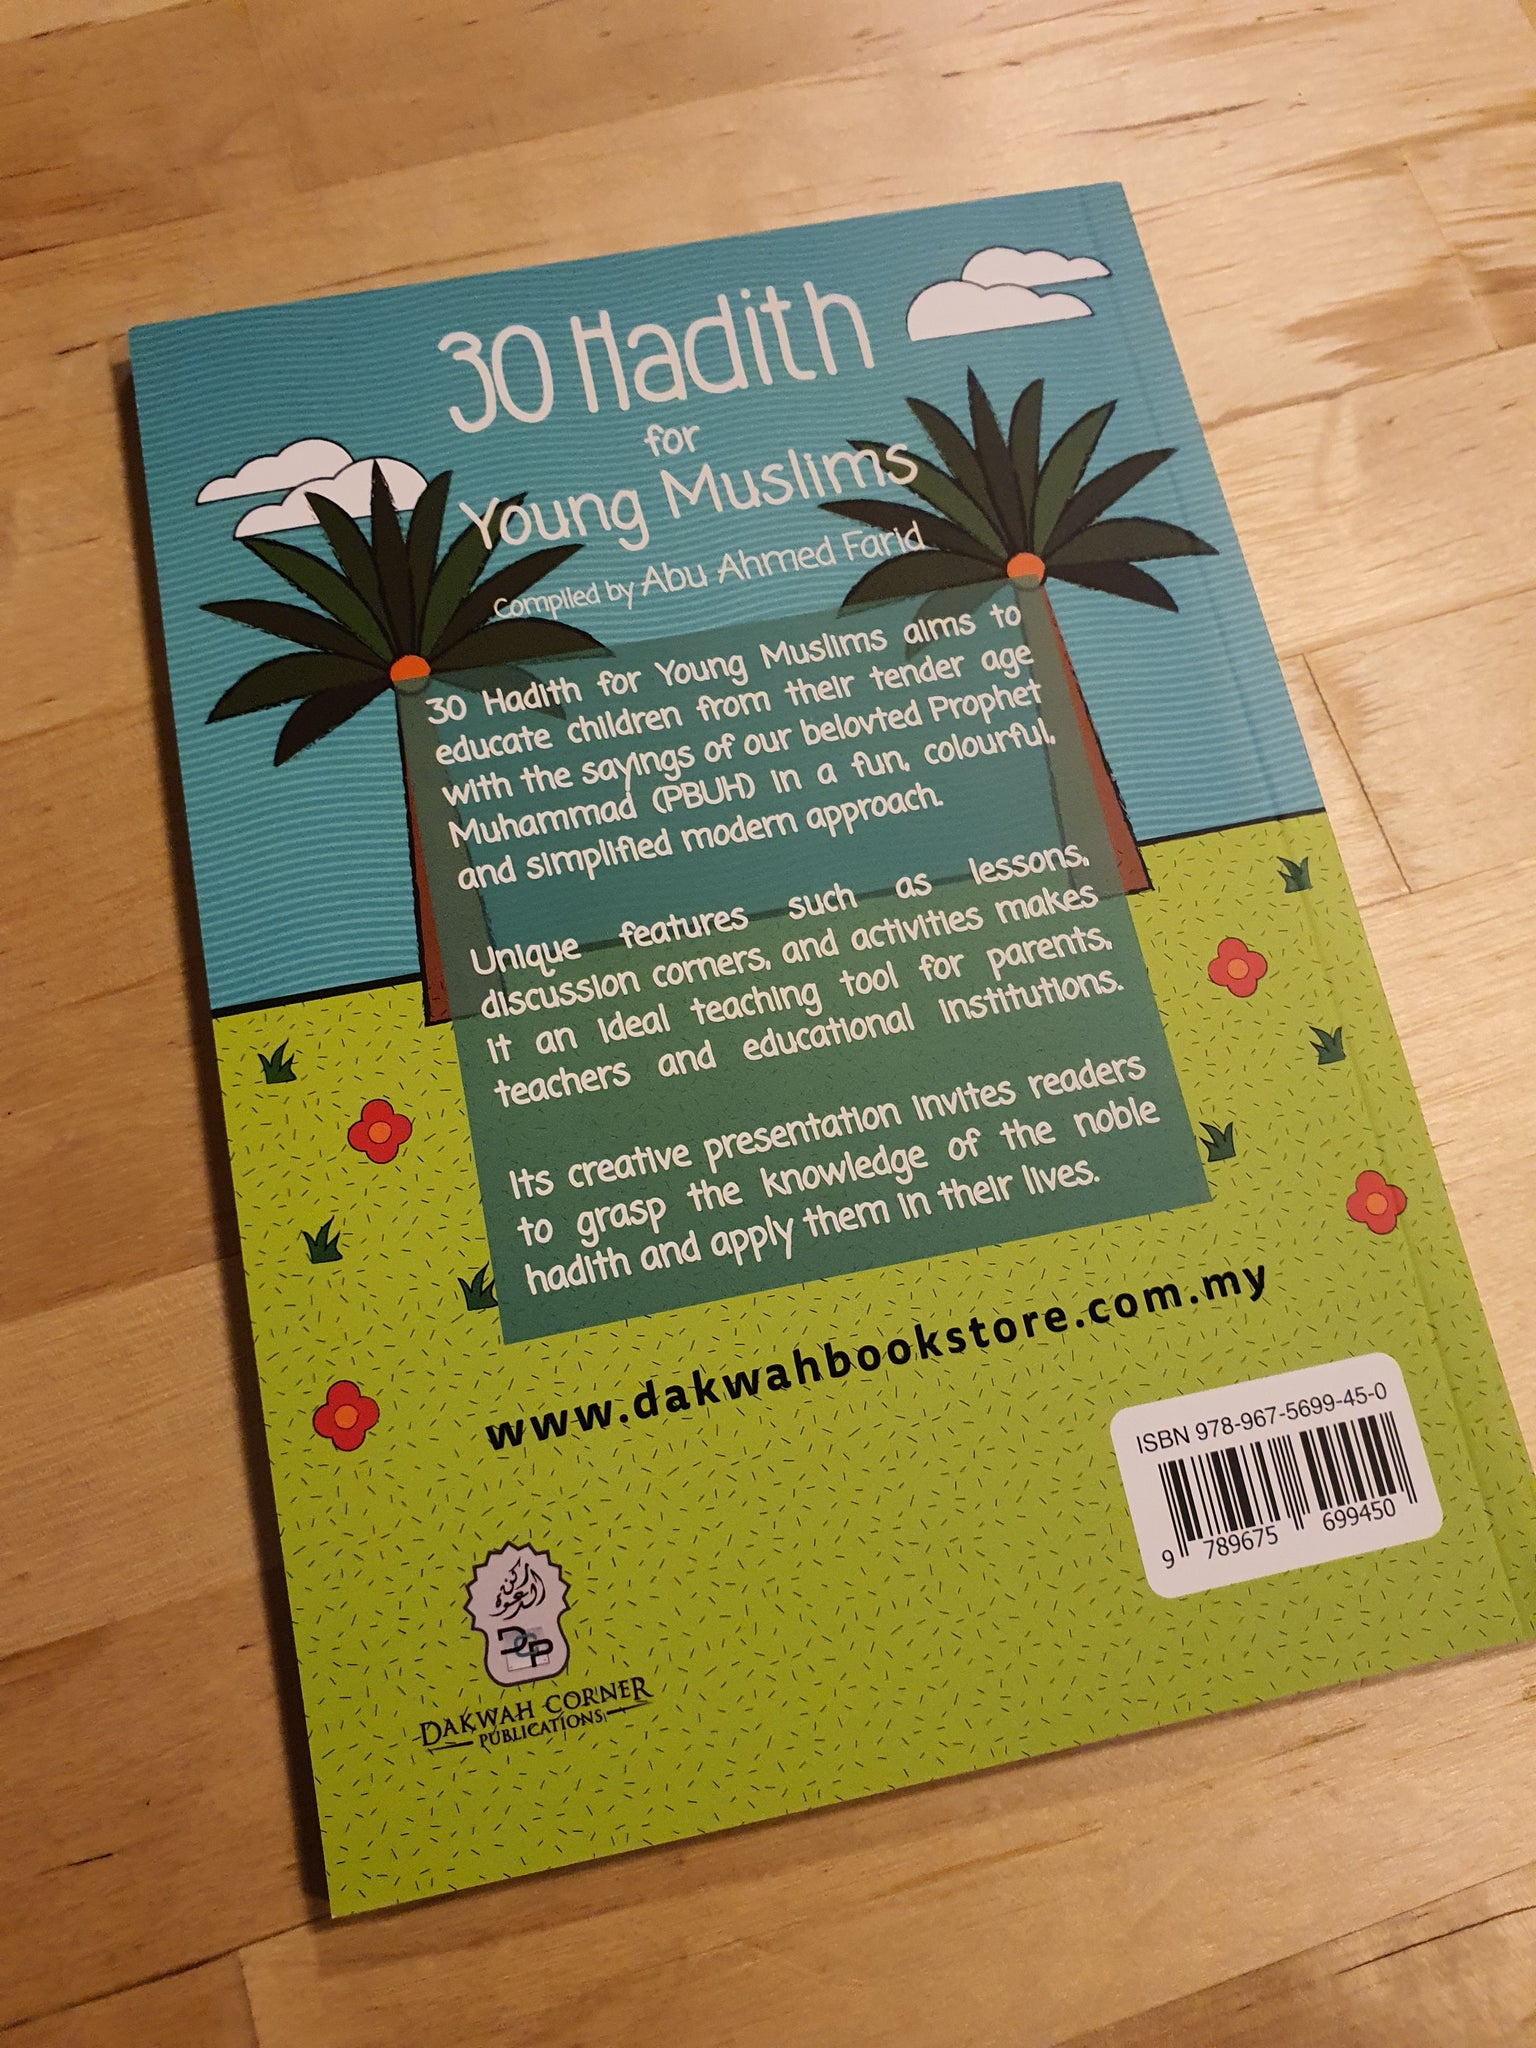 30 Hadith
for
Young Muslims
Compiled by Abu Ahmed Farid
30 Hadith for Young Muslims aims to
educate children from their tender age
with the sayings of our belovted Prophet
Muhammad (PBUH) in a fun, colourful,
and simplified modern approach.
Unique features such as lessons,
discussion corners, and activities makes
it an ideal teaching tool for parents,
teachers and educational institutions.
Its creative presentation invites readers
to grasp the knowledge of the noble
hadith and apply them in their lives.
www.dakwahbookstore.com.my
ISBN 978-967-5699-45-0
9 789675 699450
ركن
الدعوة
DCP
DAKWAH CORNER
PUBLICATIONS